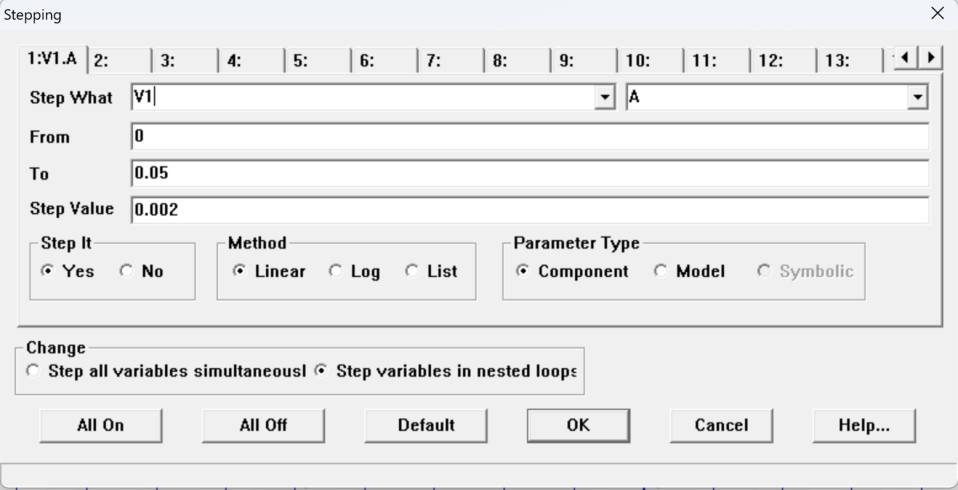 Stepping
1:V1.A 2: 3: 4: 5: 6: 7: 8: 9: 10: 11: 12: 13:
Step What V1 A
From 0
To 0.05
Step Value 0.002
Step It Method Parameter Type
Yes No Linear Log List Component Model Symbolic
Change
Step all variables simultaneousl Step variables in nested loops
All On All Off Default OK Cancel Help...